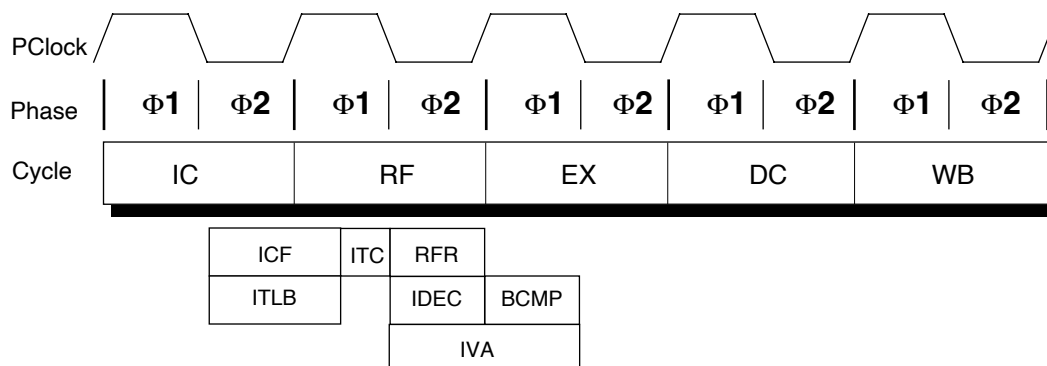 PClock
Phase Φ1 Φ2 Φ1 Φ2 Φ1 Φ2 Φ1 Φ2 Φ1 Φ2
Cycle IC RF EX DC WB
ICF ITC RFR
ITLB IDEC BCMP
IVA